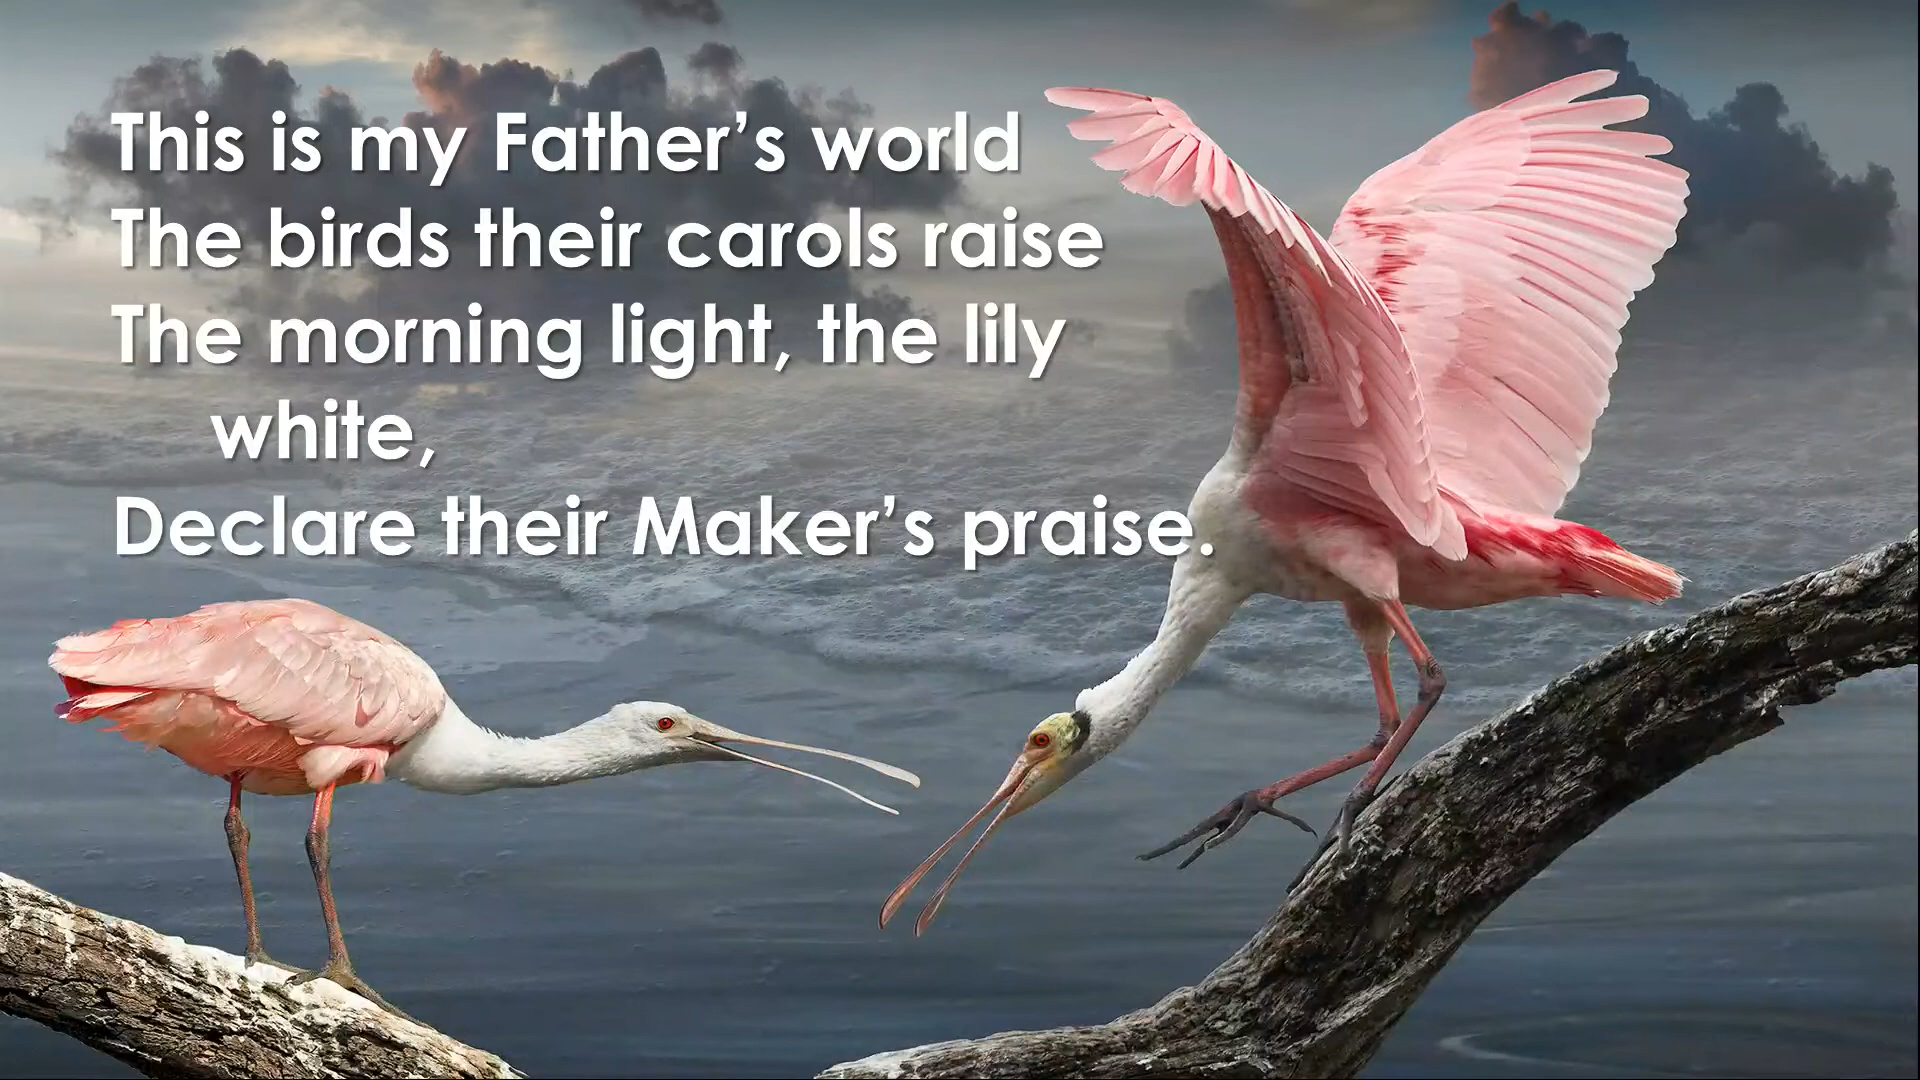 This is my Father’s world
The birds their carols raise
The morning light, the lily
white,
Declare their Maker’s praise.